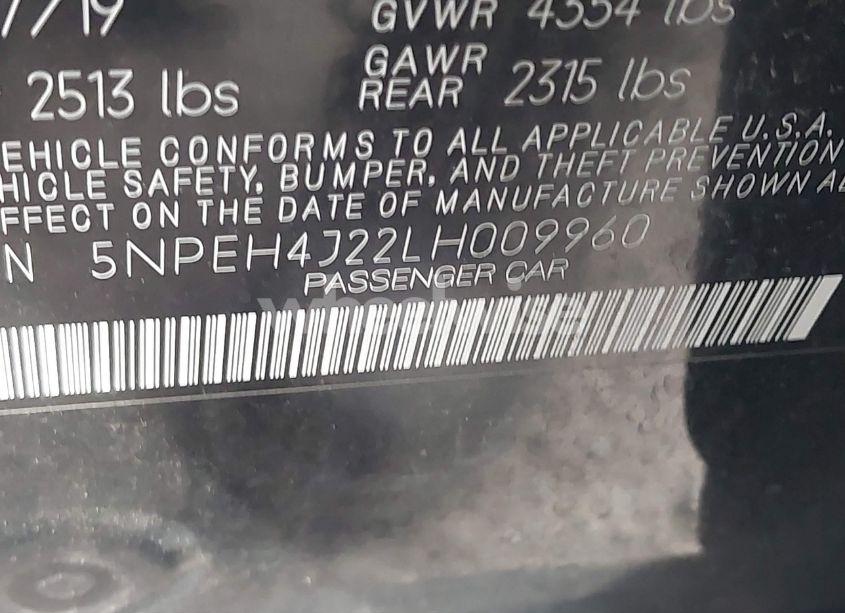 7/19 GVWR 4354 lbs
2513 lbs GAWR REAR 2315 lbs
EHICLE CONFORMS TO ALL APPLICABLE U.S.A.
HICLE SAFETY, BUMPER, AND THEFT PREVENTION
FFECT ON THE DATE OF MANUFACTURE SHOWN A
N 5NPEH4J22LH009960
PASSENGER CAR